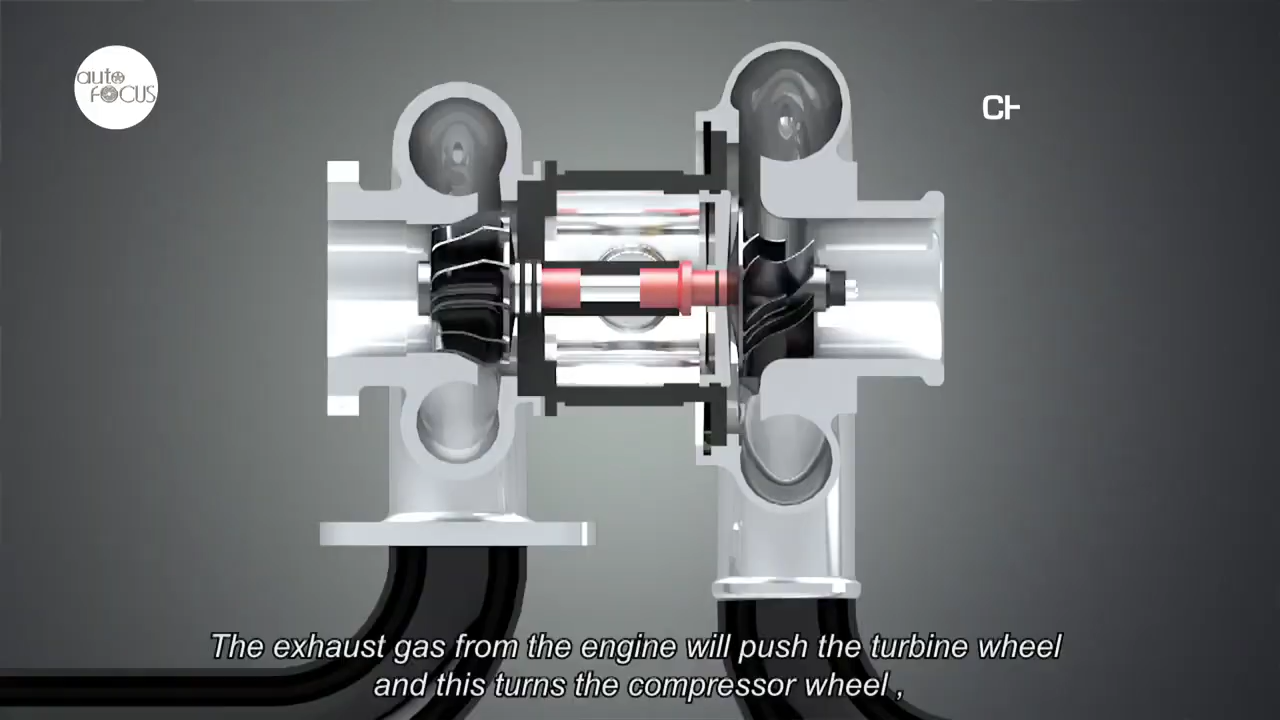 auto
FOCUS
CH
The exhaust gas from the engine will push the turbine wheel
and this turns the compressor wheel ,